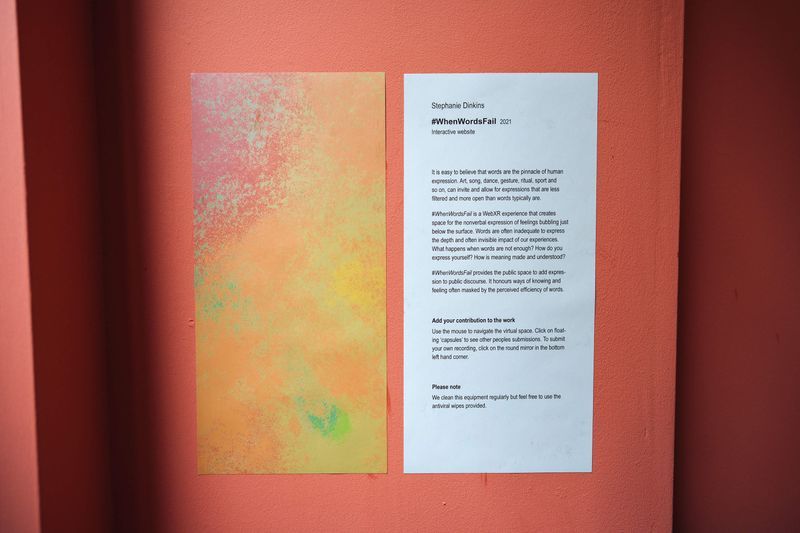 Stephanie Dinkins
#WhenWordsFail 2021
Interactive website
It is easy to believe that words are the pinnacle of human
expression. Art, song, dance, gesture, ritual, sport and
so on, can invite and allow for expressions that are less
filtered and more open than words typically are.
#WhenWordsFail is a WebXR experience that creates
space for the nonverbal expression of feelings bubbling just
below the surface. Words are often inadequate to express
the depth and often invisible impact of our experiences.
What happens when words are not enough? How do you
express yourself? How is meaning made and understood?
#WhenWordsFail provides the public space to add expres-
sion to public discourse. It honours ways of knowing and
feeling often masked by the perceived efficiency of words.
Add your contribution to the work
Use the mouse to navigate the virtual space. Click on float-
ing 'capsules' to see other peoples submissions. To submit
your own recording, click on the round mirror in the bottom
left hand corner.
Please note
We clean this equipment regularly but feel free to use the
antiviral wipes provided.